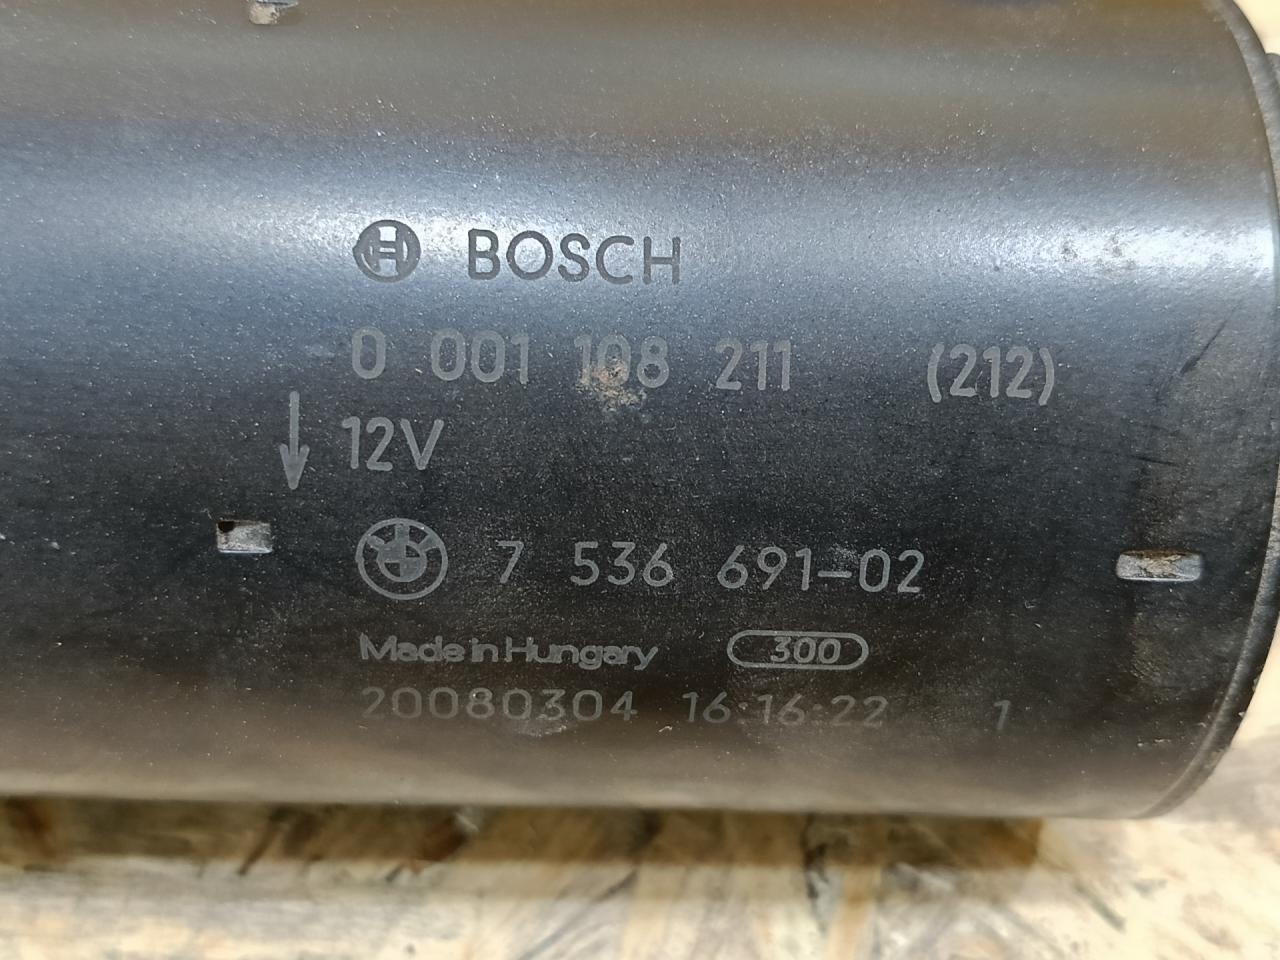 BOSCH
0 001 108 211 (212)
12V
7 536 691-02
Made in Hungary 300
20080304 16:16:22 1